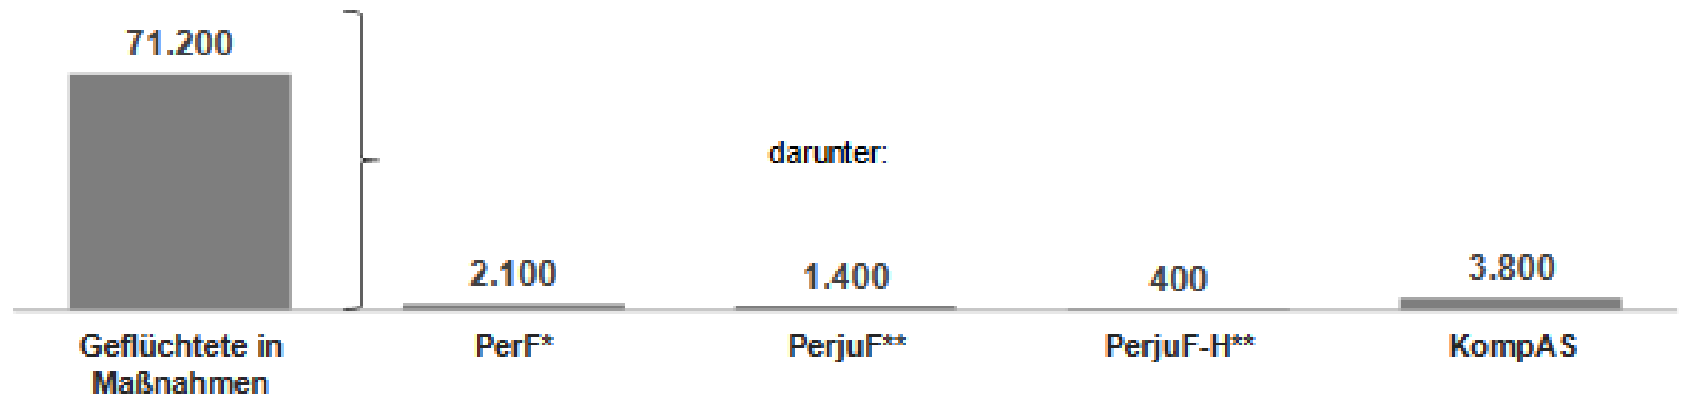 71.200
darunter:
2.100
1.400
400
3.800
Geflüchtete in
Maßnahmen
PerF*
PerjuF**
PerjuF-H**
KompAS